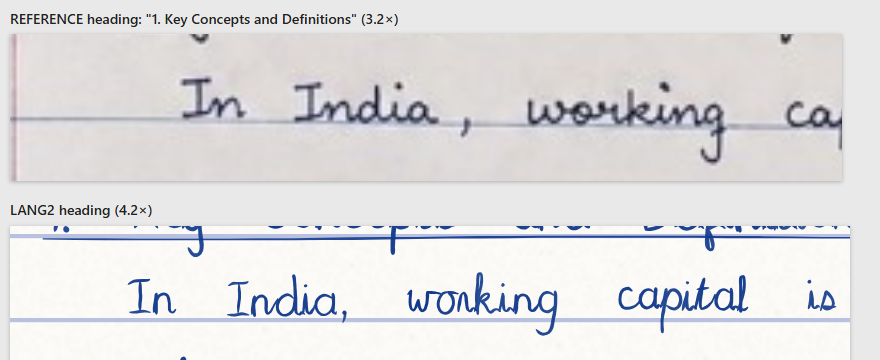 REFERENCE heading: "1. Key Concepts and Definitions" (3.2×)
In India, working ca
LANG2 heading (4.2×)
In India, working capital is